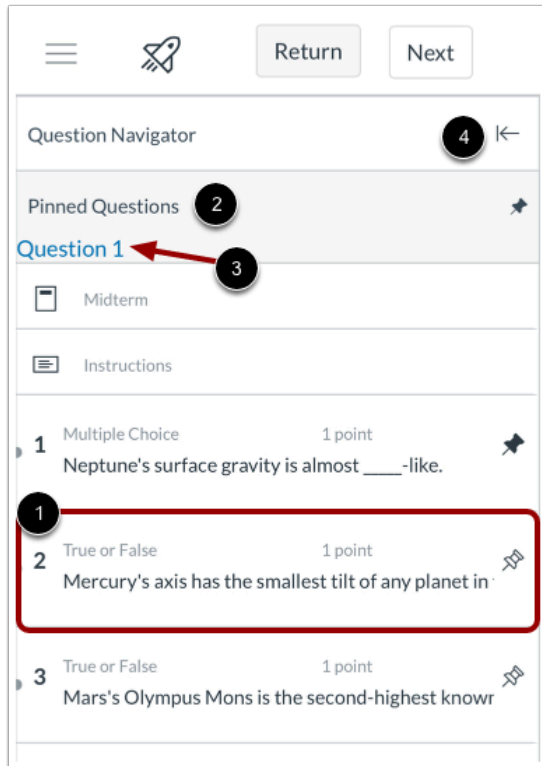 Return Next
Question Navigator 4
Pinned Questions 2
Question 1
3
Midterm
Instructions
Multiple Choice 1 point
1
Neptune's surface gravity is almost ____-like.
1
True or False 1 point
2
Mercury's axis has the smallest tilt of any planet in
True or False 1 point
3
Mars's Olympus Mons is the second-highest known